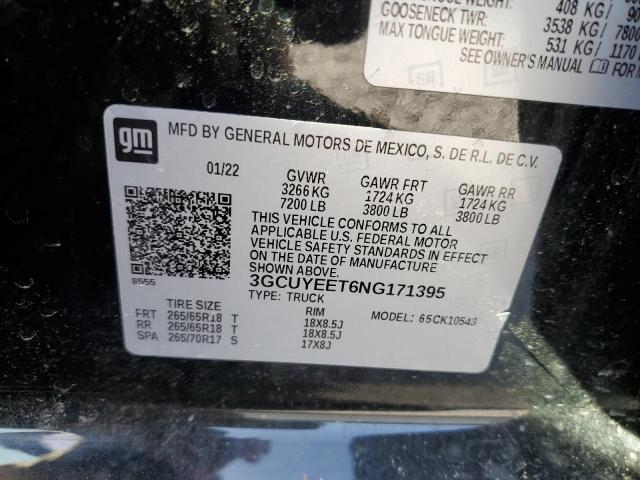 408 KG/
GOOSENECK TWR: 3538 KG/ 7800
MAX TONGUE WEIGHT: 531 KG/ 1170
SEE OWNER'S MANUAL FOR
gm
MFD BY GENERAL MOTORS DE MEXICO, S. DE R.L. DE C.V.
01/22 GVWR GAWR FRT GAWR RR
3266 KG 1724 KG 1724 KG
7200 LB 3800 LB 3800 LB
THIS VEHICLE CONFORMS TO ALL
APPLICABLE U.S. FEDERAL MOTOR
VEHICLE SAFETY STANDARDS IN EFFECT
ON THE DATE OF MANUFACTURE
SHOWN ABOVE.
8555
3GCUYEET6NG171395
TYPE: TRUCK
TIRE SIZE RIM MODEL: 65CK10543
FRT 265/65R18 T 18X8.5J
RR 265/65R18 T 18X8.5J
SPA 265/70R17 S 17X8J